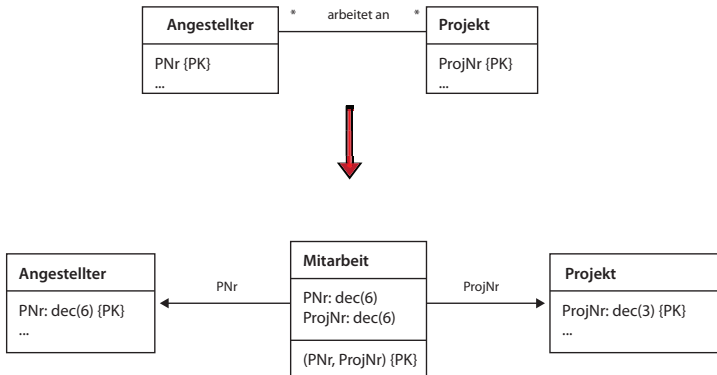 * arbeitet an *
Angestellter
PNr {PK}
...
Projekt
ProjNr {PK}
...
Angestellter
PNr: dec(6) {PK}
...
PNr
Mitarbeit
PNr: dec(6)
ProjNr: dec(6)
(PNr, ProjNr) {PK}
ProjNr
Projekt
ProjNr: dec(3) {PK}
...